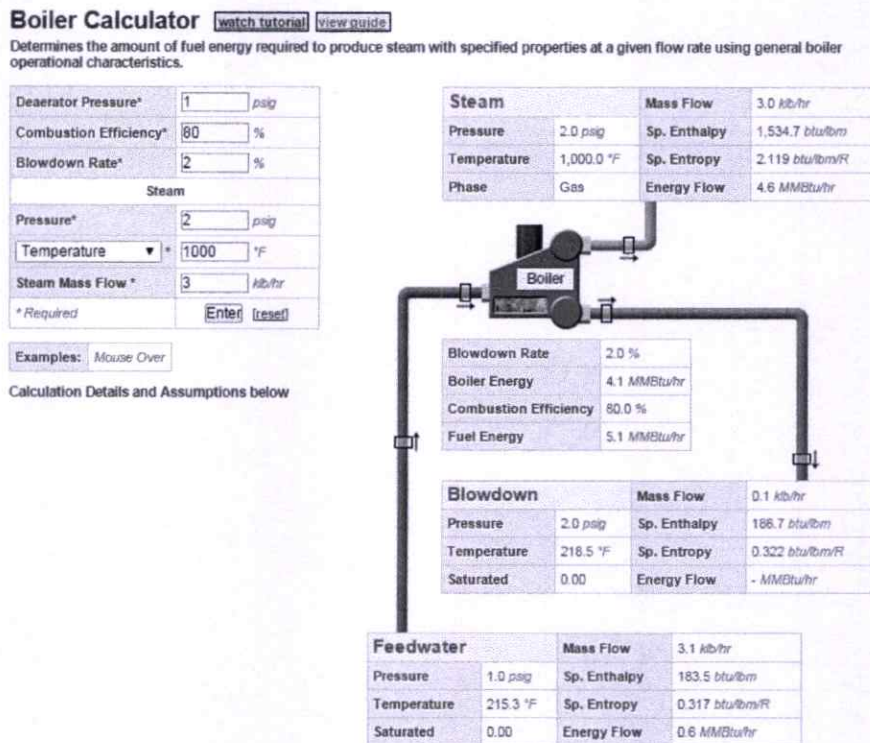 Boiler Calculator watch tutorial view guide
Determines the amount of fuel energy required to produce steam with specified properties at a given flow rate using general boiler
operational characteristics.
Deaerator Pressure* 1 psig
Combustion Efficiency* 80 %
Blowdown Rate* 2 %
Steam
Pressure* 2 psig
Temperature ▼ * 1000 °F
Steam Mass Flow * 3 klb/hr
* Required Enter [reset]
Examples: Mouse Over
Calculation Details and Assumptions below
Steam Mass Flow 3.0 klb/hr
Pressure 2.0 psig Sp. Enthalpy 1,534.7 btu/lbm
Temperature 1,000.0 °F Sp. Entropy 2.119 btu/lbm/R
Phase Gas Energy Flow 4.6 MMBtu/hr
Boiler
Blowdown Rate 2.0 %
Boiler Energy 4.1 MMBtu/hr
Combustion Efficiency 80.0 %
Fuel Energy 5.1 MMBtu/hr
Blowdown Mass Flow 0.1 klb/hr
Pressure 2.0 psig Sp. Enthalpy 186.7 btu/lbm
Temperature 218.5 °F Sp. Entropy 0.322 btu/lbm/R
Saturated 0.00 Energy Flow - MMBtu/hr
Feedwater Mass Flow 3.1 klb/hr
Pressure 1.0 psig Sp. Enthalpy 183.5 btu/lbm
Temperature 215.3 °F Sp. Entropy 0.317 btu/lbm/R
Saturated 0.00 Energy Flow 0.6 MMBtu/hr